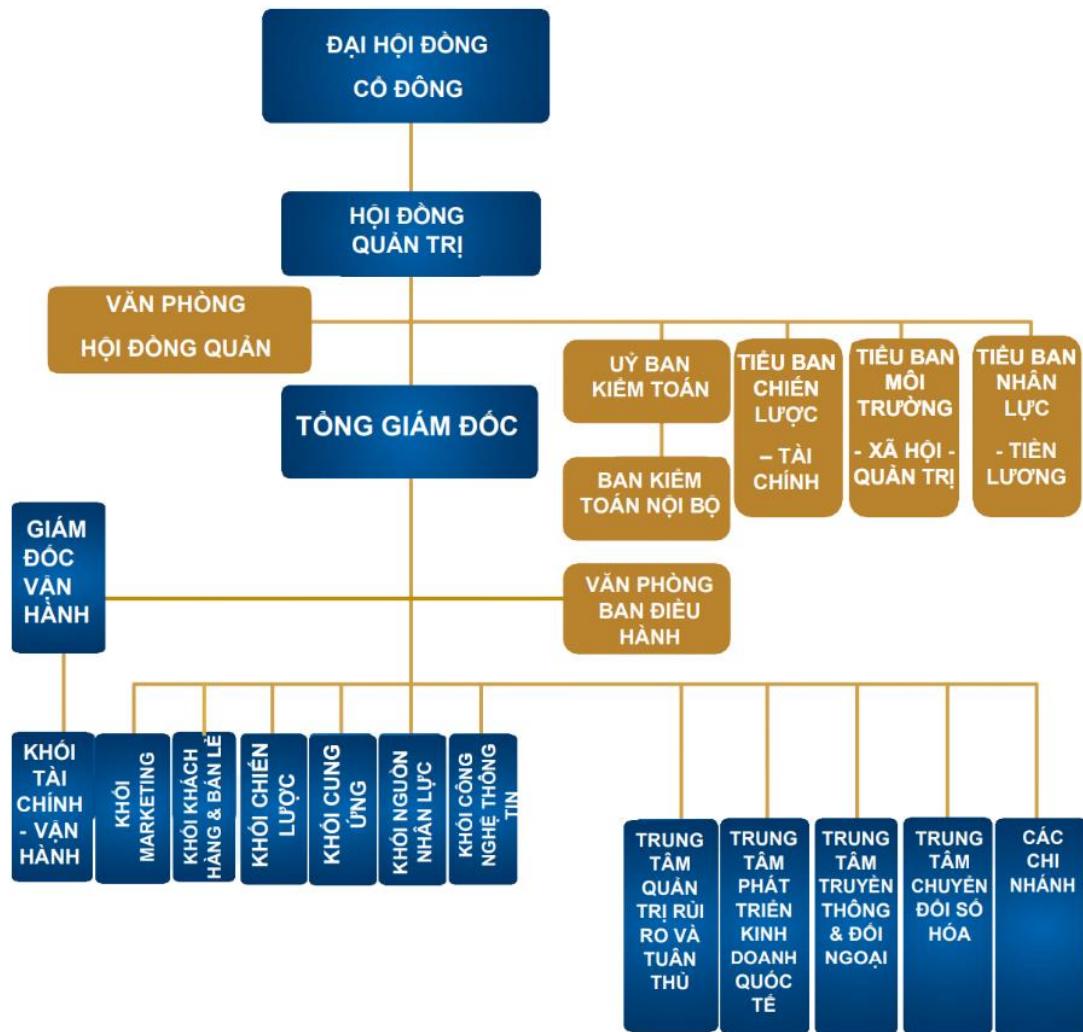 ĐẠI HỘI ĐỒNG
CỔ ĐÔNG
HỘI ĐỒNG
QUẢN TRỊ
VĂN PHÒNG
HỘI ĐỒNG QUẢN
UỶ BAN
KIỂM TOÁN
TIỂU BAN
CHIẾN
LƯỢC
– TÀI
CHÍNH
TIỂU BAN
MÔI
TRƯỜNG
- XÃ HỘI -
QUẢN TRỊ
TIỂU BAN
NHÂN
LỰC
- TIỀN
LƯƠNG
TỔNG GIÁM ĐỐC
BAN KIỂM
TOÁN NỘI BỘ
GIÁM
ĐỐC
VẬN
HÀNH
VĂN PHÒNG
BAN ĐIỀU
HÀNH
KHỐI
TÀI
CHÍNH
- VẬN
HÀNH
KHỐI
MARKETING
KHỐI KHÁCH
HÀNG & BÁN LẺ
KHỐI CHIẾN
LƯỢC
KHỐI CUNG
ỨNG
KHỐI NGUỒN
NHÂN LỰC
KHỐI CÔNG
NGHỆ THÔNG
TIN
TRUNG
TÂM
QUẢN
TRỊ RỦI
RO VÀ
TUÂN
THỦ
TRUNG
TÂM
PHÁT
TRIỂN
KINH
DOANH
QUỐC
TẾ
TRUNG
TÂM
TRUYỀN
THÔNG
& ĐỐI
NGOẠI
TRUNG
TÂM
CHUYỂN
ĐỔI SỐ
HÓA
CÁC
CHI
NHÁNH